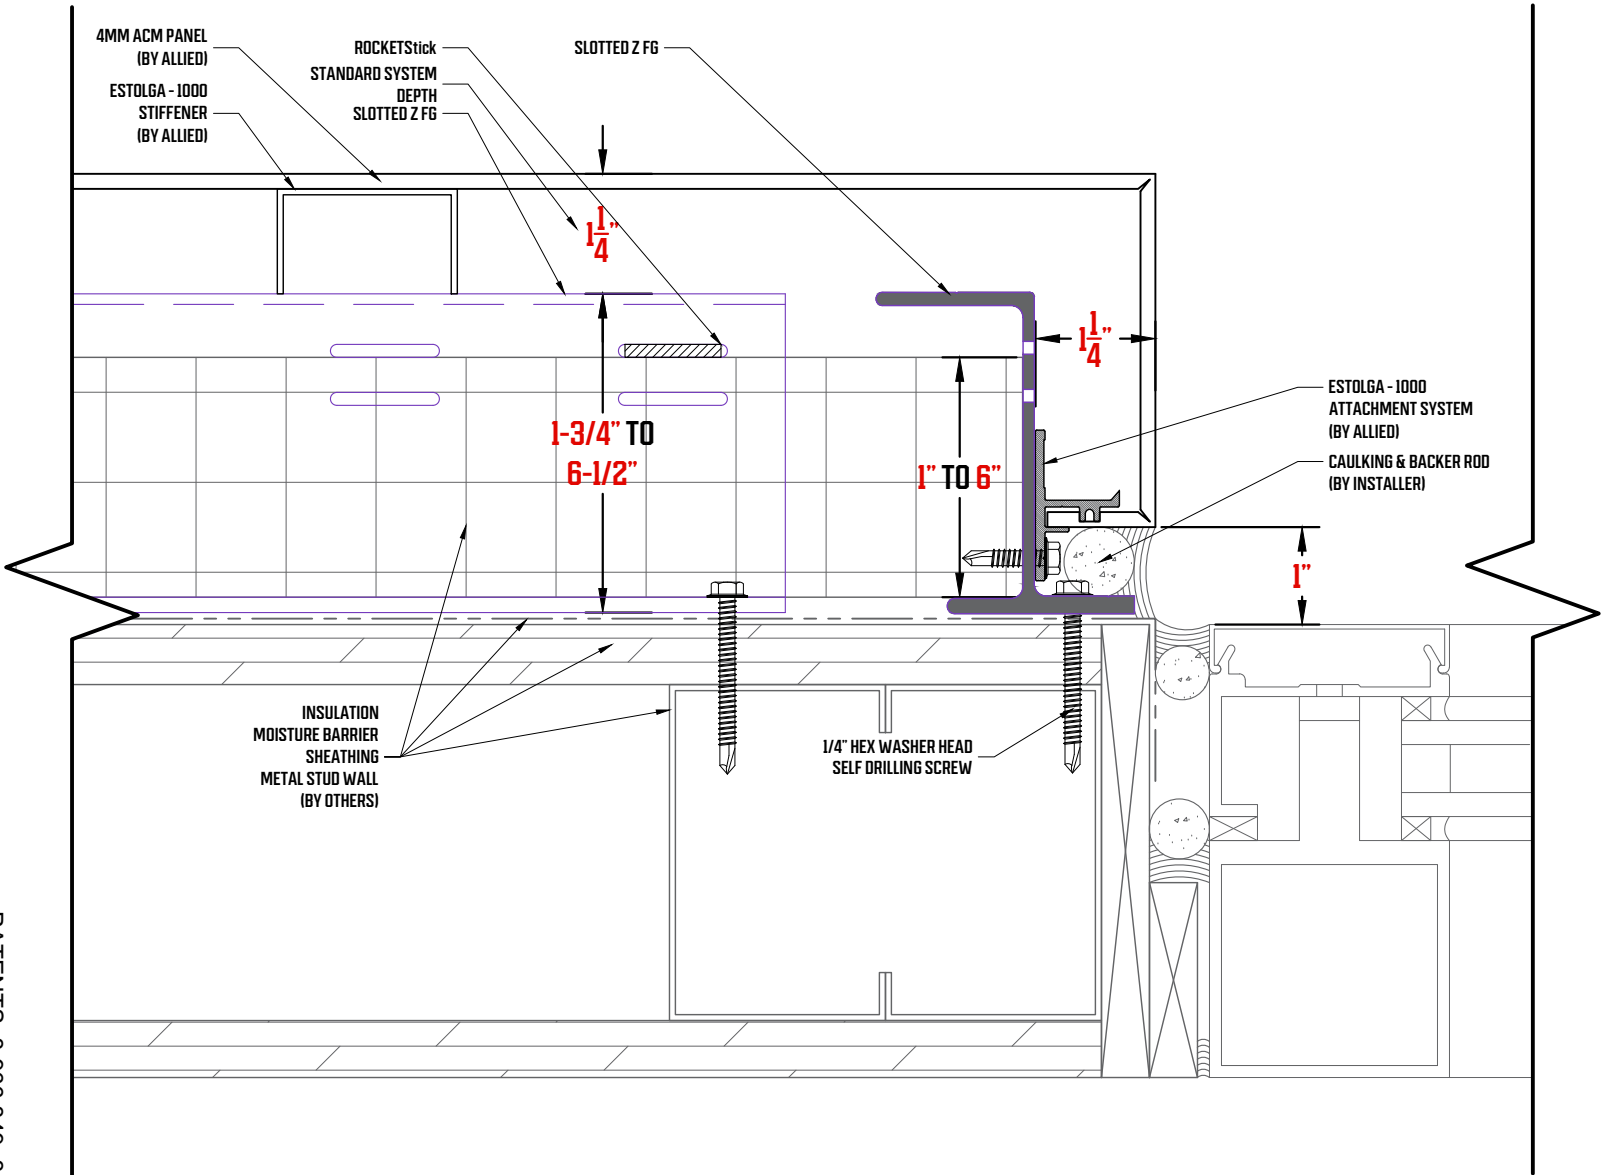 4MM ACM PANEL
(BY ALLIED)
ESTOLGA - 1000
STIFFENER
(BY ALLIED)
ROCKETStick
STANDARD SYSTEM
DEPTH
SLOTTED Z FG
SLOTTED Z FG
1 1/4"
1 1/4"
1-3/4" TO
6-1/2"
1" TO 6"
ESTOLGA - 1000
ATTACHMENT SYSTEM
(BY ALLIED)
CAULKING & BACKER ROD
(BY INSTALLER)
1"
INSULATION
MOISTURE BARRIER
SHEATHING
METAL STUD WALL
(BY OTHERS)
1/4" HEX WASHER HEAD
SELF DRILLING SCREW